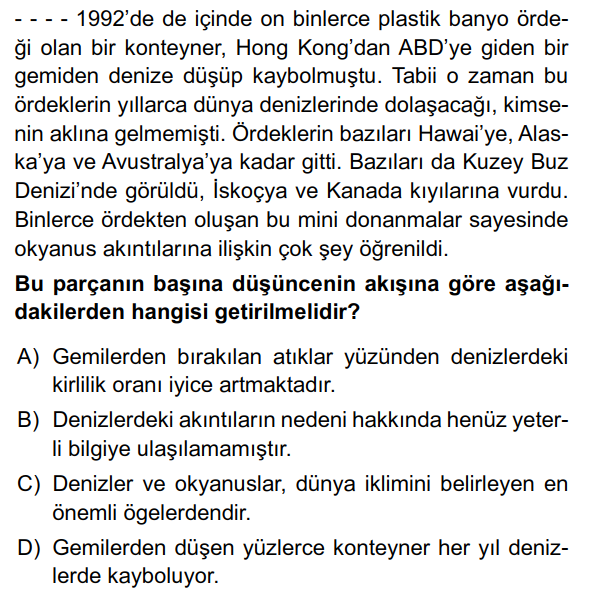 - - - - 1992’de de içinde on binlerce plastik banyo örde-
ği olan bir konteyner, Hong Kong’dan ABD’ye giden bir
gemiden denize düşüp kaybolmuştu. Tabii o zaman bu
ördeklerin yıllarca dünya denizlerinde dolaşacağı, kimse-
nin aklına gelmemişti. Ördeklerin bazıları Hawai’ye, Alas-
ka’ya ve Avustralya’ya kadar gitti. Bazıları da Kuzey Buz
Denizi’nde görüldü, İskoçya ve Kanada kıyılarına vurdu.
Binlerce ördekten oluşan bu mini donanmalar sayesinde
okyanus akıntılarına ilişkin çok şey öğrenildi.
Bu parçanın başına düşüncenin akışına göre aşağı-
dakilerden hangisi getirilmelidir?
A) Gemilerden bırakılan atıklar yüzünden denizlerdeki
kirlilik oranı iyice artmaktadır.
B) Denizlerdeki akıntıların nedeni hakkında henüz yeter-
li bilgiye ulaşılamamıştır.
C) Denizler ve okyanuslar, dünya iklimini belirleyen en
önemli ögelerdendir.
D) Gemilerden düşen yüzlerce konteyner her yıl deniz-
lerde kayboluyor.